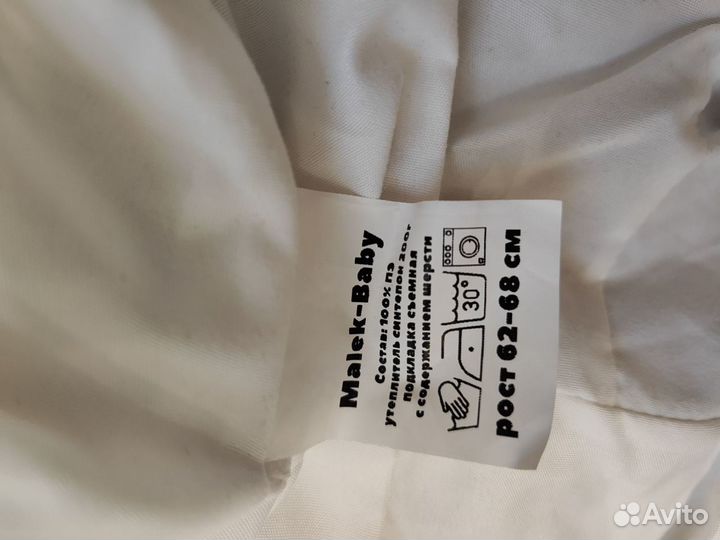 Malek-Baby
Состав: 100% ПЭ
утеплитель синтепон 200г
подкладка съемная
с содержанием шерсти
30°
рост 62-68 см
Avito